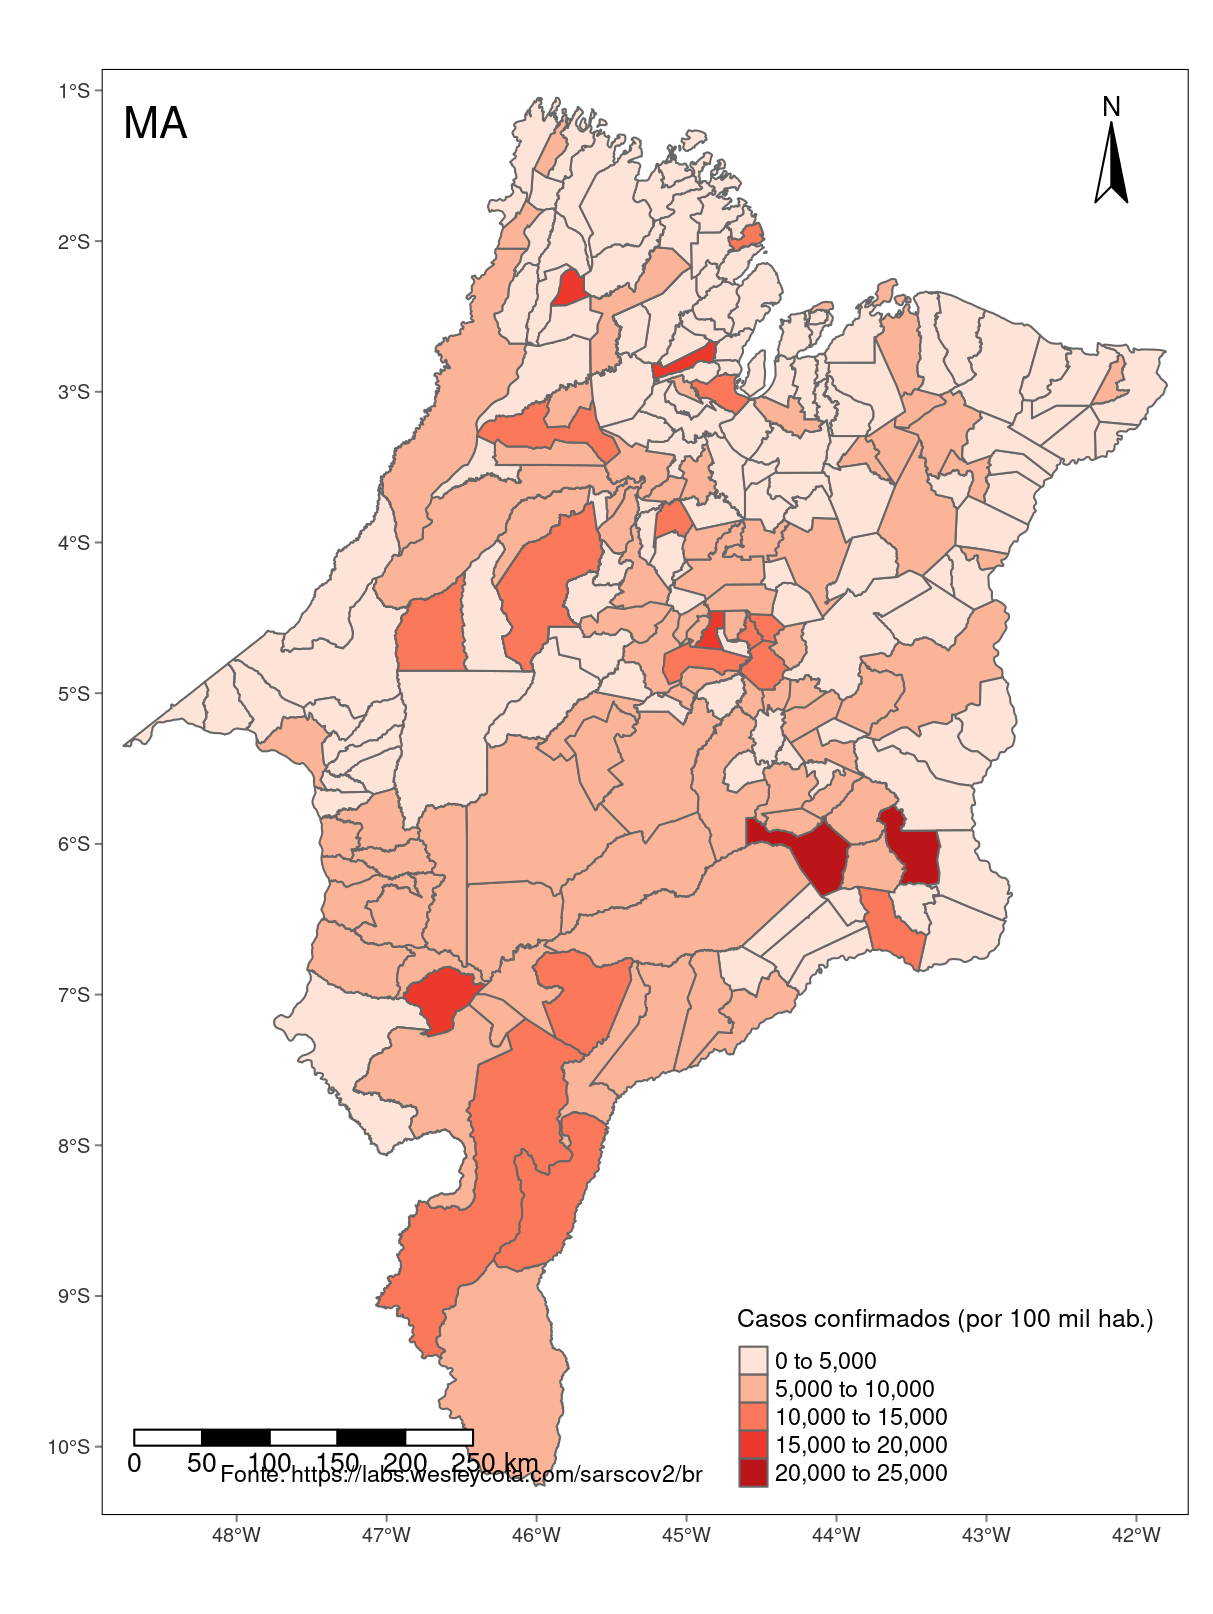 MA
N
1°S
2°S
3°S
4°S
5°S
6°S
7°S
8°S
9°S
10°S
Casos confirmados (por 100 mil hab.)
0 to 5,000
5,000 to 10,000
10,000 to 15,000
15,000 to 20,000
20,000 to 25,000
0 50 100 150 200 250 km
Fonte: https://labs.wesleycota.com/sarscov2/br
48°W 47°W 46°W 45°W 44°W 43°W 42°W